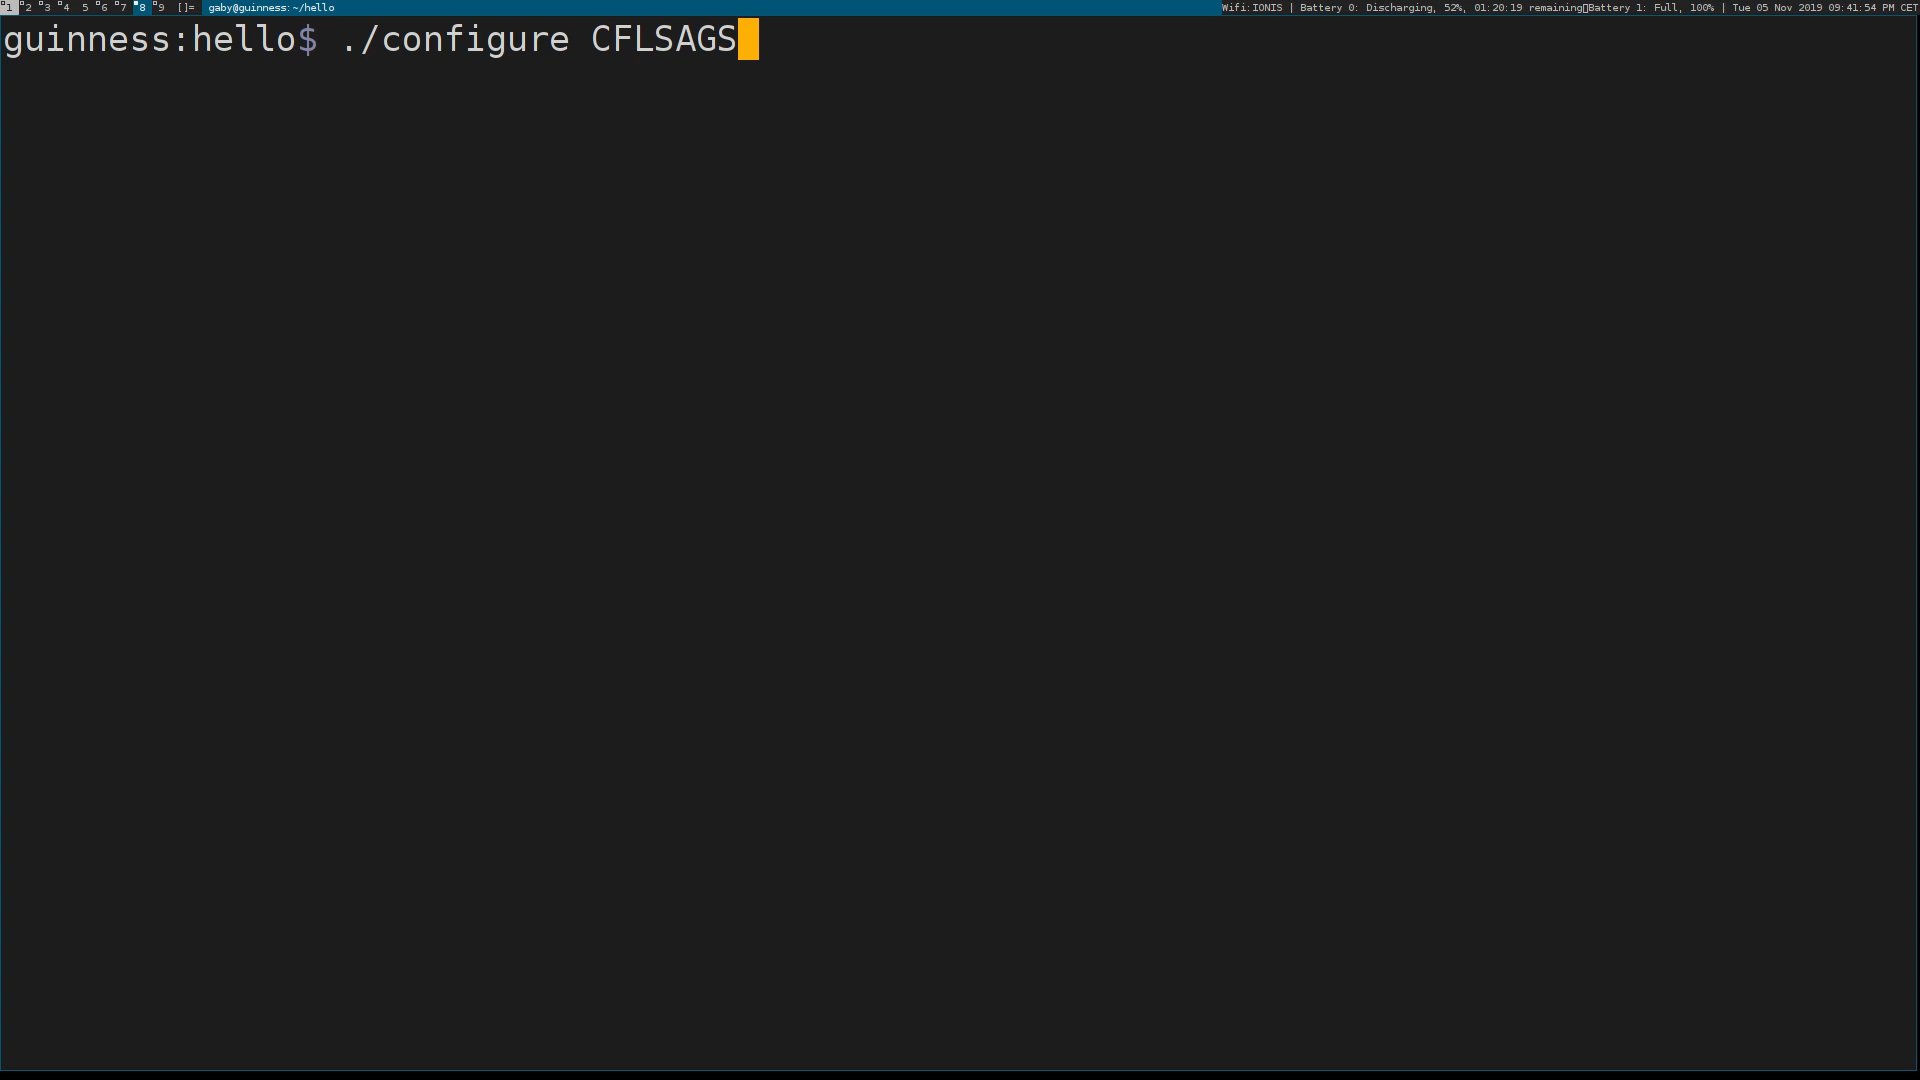 1 2 3 4 5 6 7 8 9 []= gaby@guinness:~/hello Wifi:IONIS | Battery 0: Discharging, 52%, 01:20:19 remaining▯Battery 1: Full, 100% | Tue 05 Nov 2019 09:41:54 PM CET
guinness:hello$ ./configure CFLSAGS